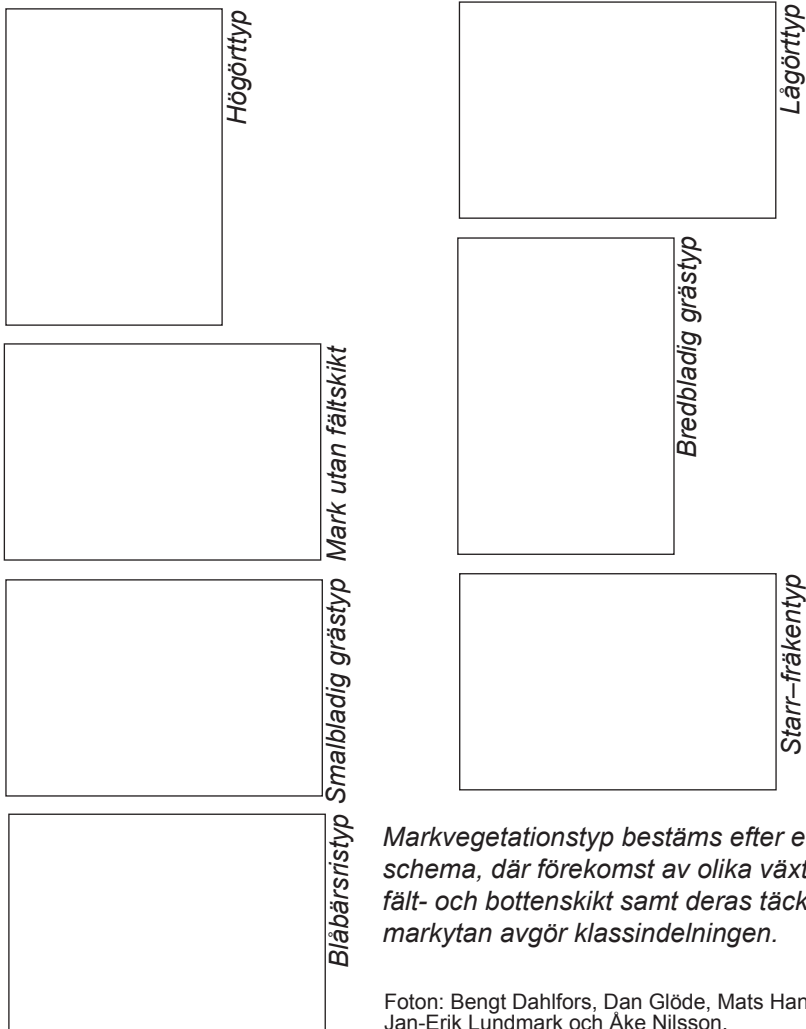 Högörttyp
Lågörttyp
Mark utan fältskikt
Bredbladig grästyp
Smalbladig grästyp
Starr–fräkentyp
Blåbärsristyp
Markvegetationstyp bestäms efter e
schema, där förekomst av olika växt
fält- och bottenskikt samt deras täck
markytan avgör klassindelningen.
Foton: Bengt Dahlfors, Dan Glöde, Mats Han
Jan-Erik Lundmark och Åke Nilsson.